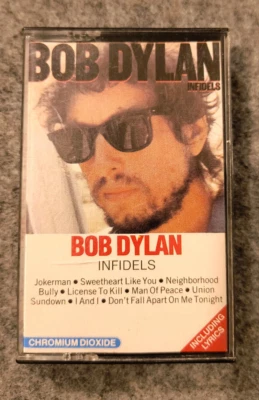 BOB DYLAN
INFIDELS
BOB DYLAN
INFIDELS
Jokerman ● Sweetheart Like You ● Neighborhood
Bully ● License To Kill ● Man Of Peace ● Union
Sundown ● I And I ● Don't Fall Apart On Me Tonight
CHROMIUM DIOXIDE
INCLUDING
LYRICS